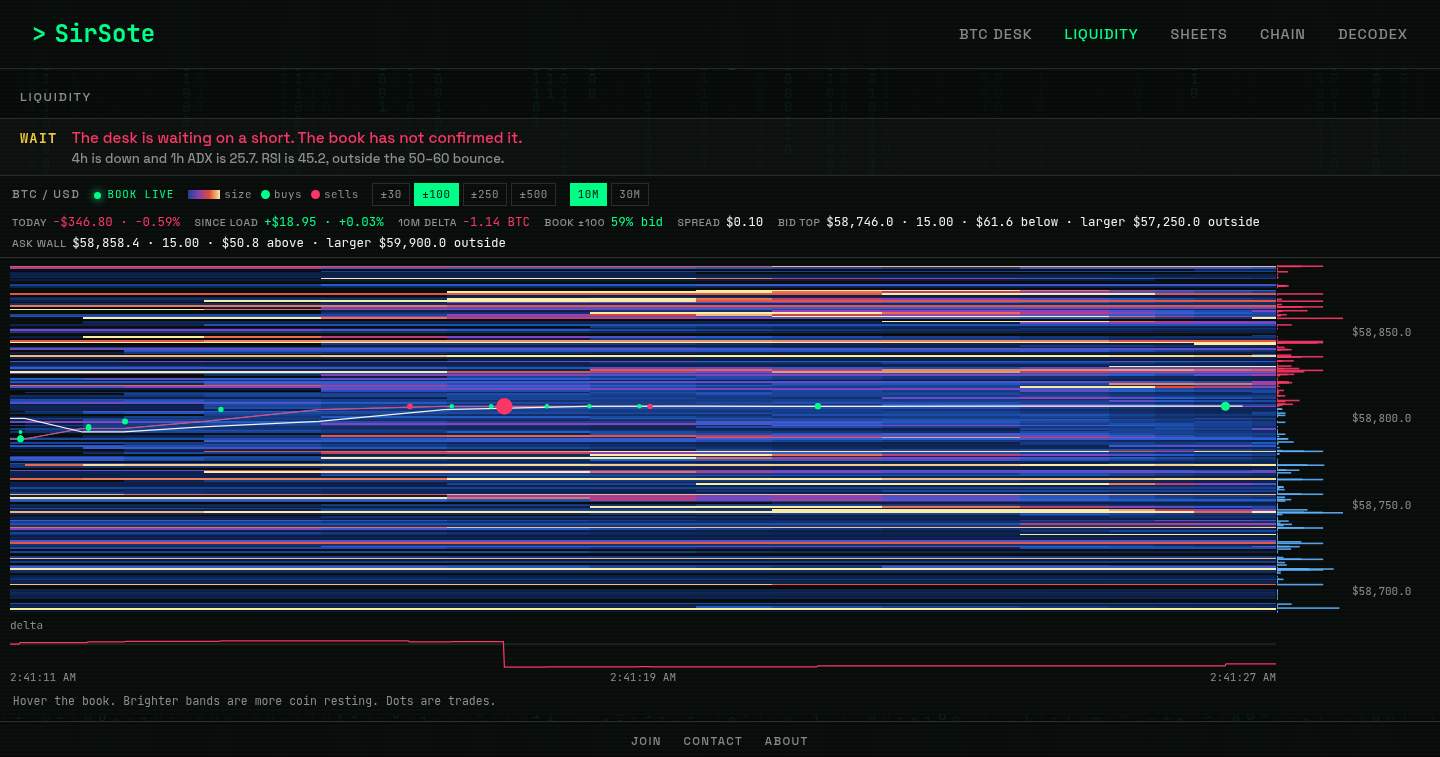 > SirSote
BTC DESK LIQUIDITY SHEETS CHAIN DECODEX
LIQUIDITY
WAIT The desk is waiting on a short. The book has not confirmed it.
4h is down and 1h ADX is 25.7. RSI is 45.2, outside the 50–60 bounce.
BTC / USD BOOK LIVE size buys sells ±30 ±100 ±250 ±500 10M 30M
TODAY -$346.80 · -0.59% SINCE LOAD +$18.95 · +0.03% 10M DELTA -1.14 BTC BOOK ±100 59% bid SPREAD $0.10 BID TOP $58,746.0 · 15.00 · $61.6 below · larger $57,250.0 outside
ASK WALL $58,858.4 · 15.00 · $50.8 above · larger $59,900.0 outside
$58,850.0
$58,800.0
$58,750.0
$58,700.0
delta
2:41:11 AM 2:41:19 AM 2:41:27 AM
Hover the book. Brighter bands are more coin resting. Dots are trades.
JOIN CONTACT ABOUT